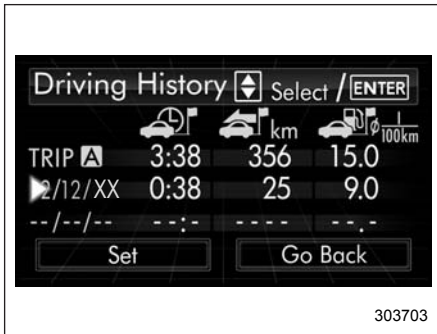 Driving History Select / ENTER
km ø l/100km
TRIP A 3:38 356 15.0
2/12/XX 0:38 25 9.0
--/--/-- --:- ---- --.-
Set Go Back
303703